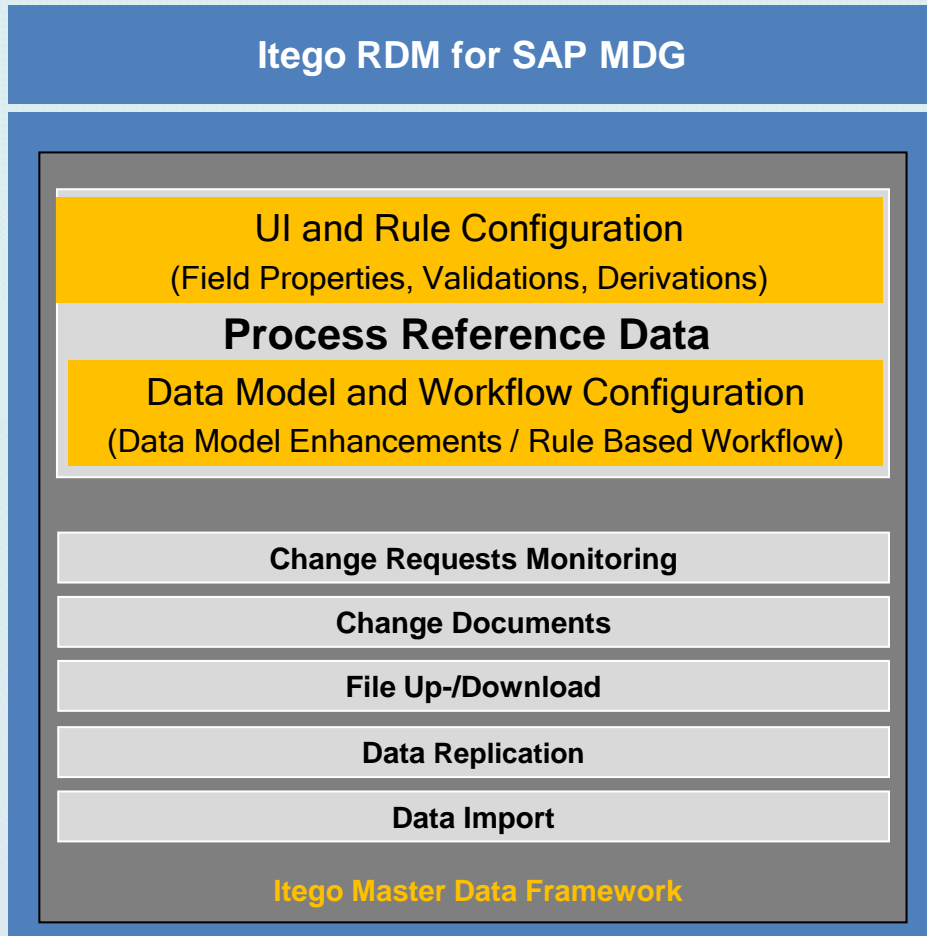 Itego RDM for SAP MDG
UI and Rule Configuration
(Field Properties, Validations, Derivations)
Process Reference Data
Data Model and Workflow Configuration
(Data Model Enhancements / Rule Based Workflow)
Change Requests Monitoring
Change Documents
File Up-/Download
Data Replication
Data Import
Itego Master Data Framework